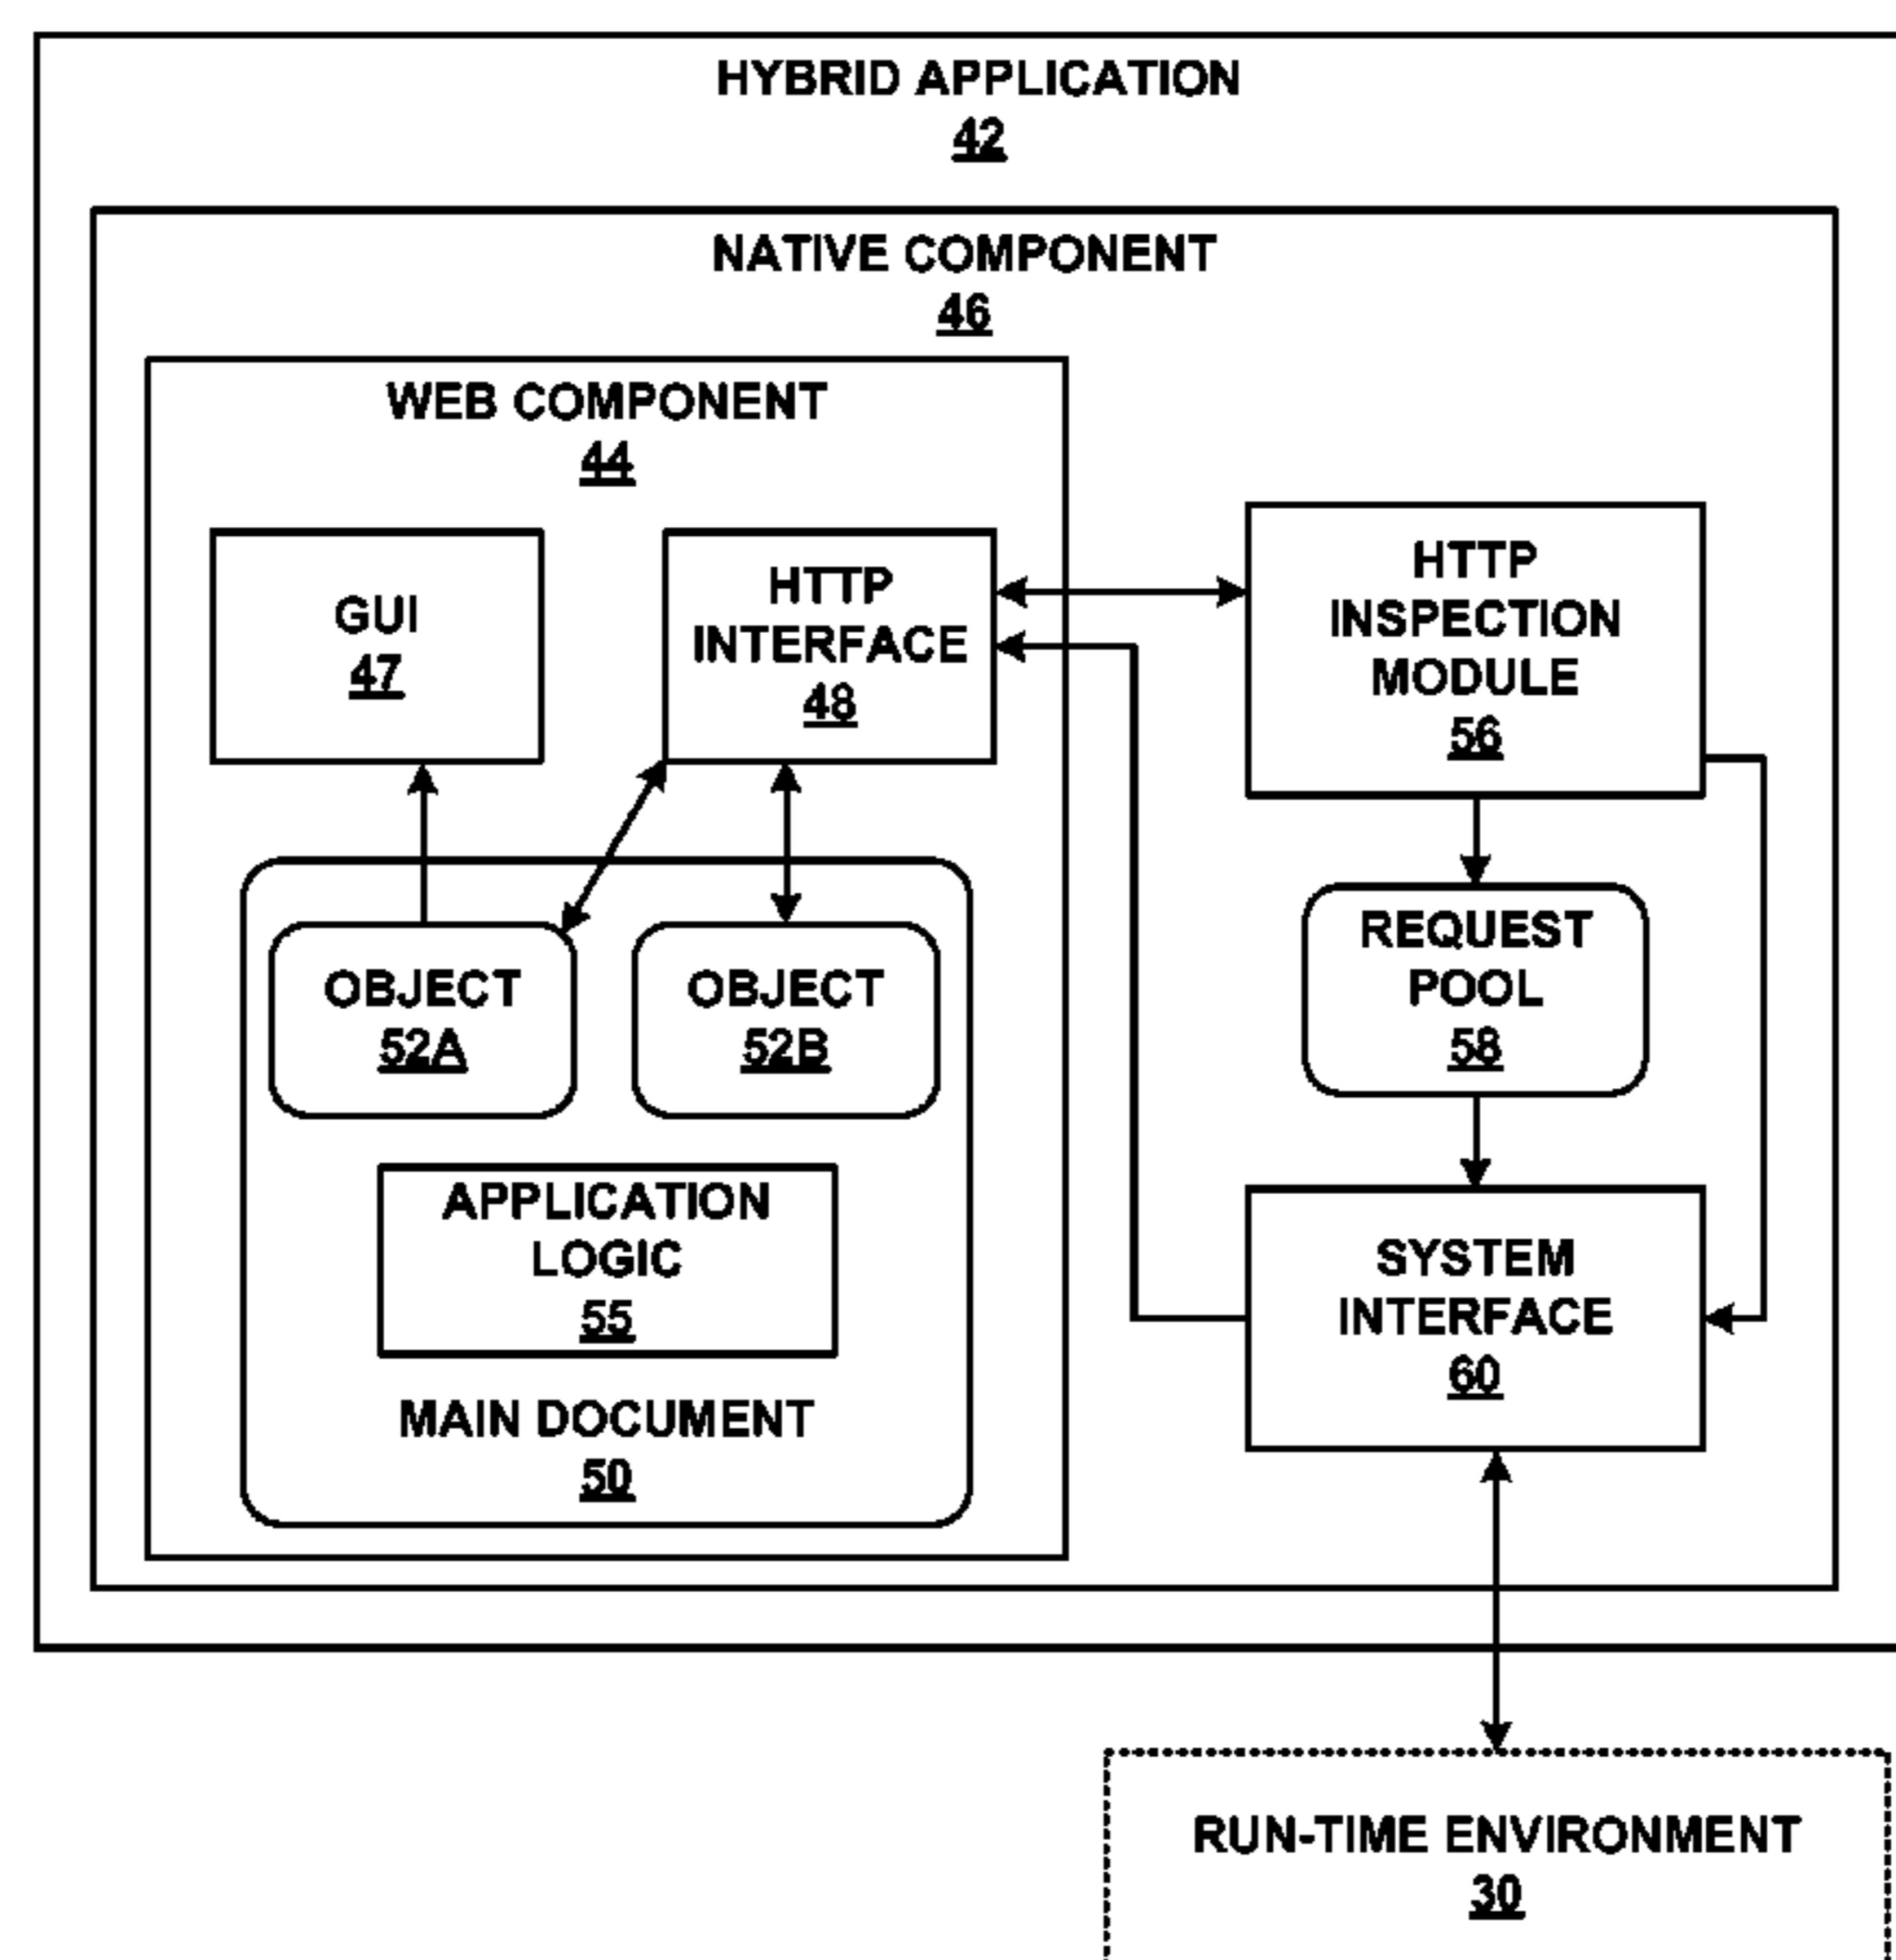 HYBRID APPLICATION
42
NATIVE COMPONENT
46
WEB COMPONENT
44
GUI
47
HTTP
INTERFACE
48
HTTP
INSPECTION
MODULE
56
OBJECT
52A
OBJECT
52B
REQUEST
POOL
58
APPLICATION
LOGIC
55
MAIN DOCUMENT
50
SYSTEM
INTERFACE
60
RUN-TIME ENVIRONMENT
30